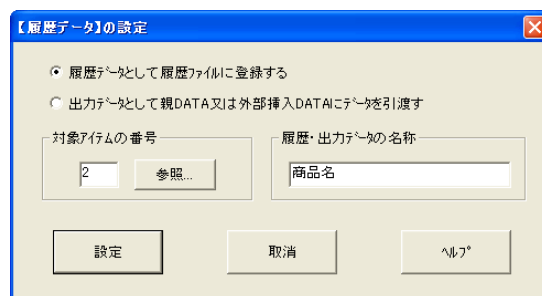 【履歴ﾃﾞｰﾀ】の設定
履歴ﾃﾞｰﾀとして履歴ﾌｧｲﾙに登録する
出力ﾃﾞｰﾀとして親DATA又は外部挿入DATAにﾃﾞｰﾀを引渡す
対象ｱｲﾃﾑの番号
履歴・出力ﾃﾞｰﾀの名称
2
参照...
商品名
設定
取消
ﾍﾙﾌﾟ